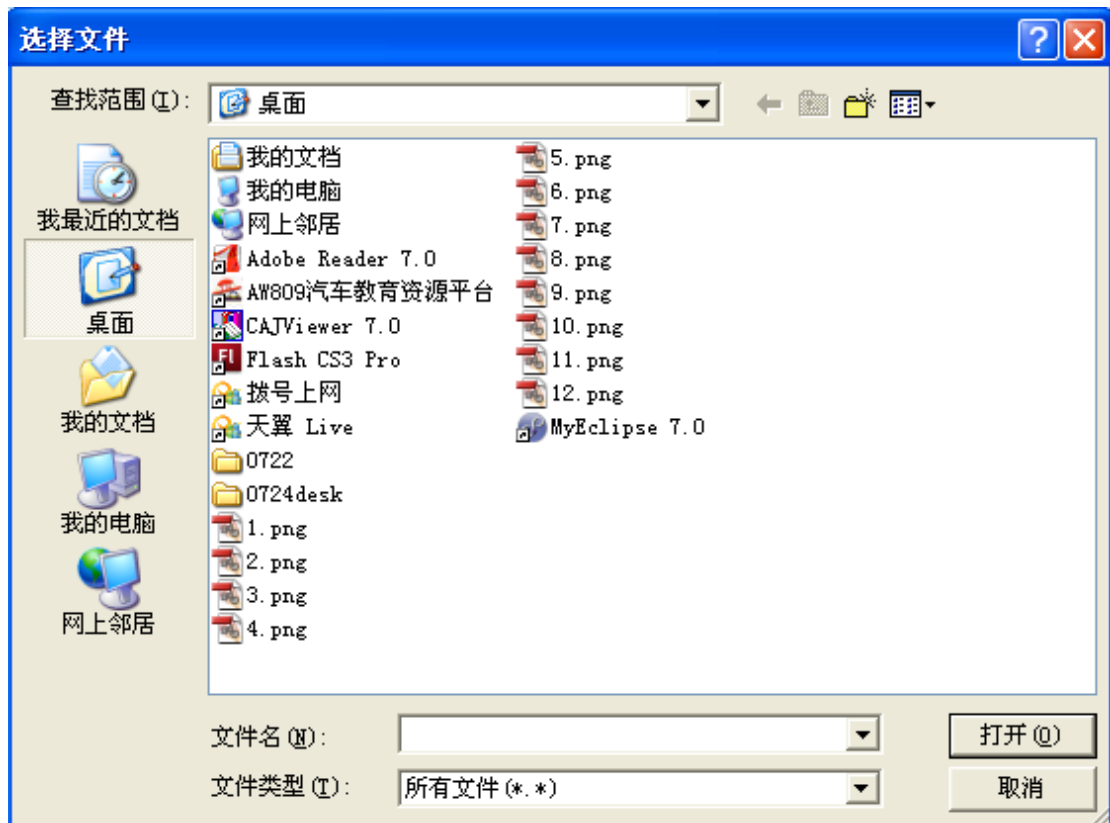 选择文件
查找范围(I):
桌面
我最近的文档
桌面
我的文档
我的电脑
网上邻居
我的文档
我的电脑
网上邻居
Adobe Reader 7.0
AW809汽车教育资源平台
CAJViewer 7.0
Flash CS3 Pro
拨号上网
天翼 Live
0722
0724desk
1.png
2.png
3.png
4.png
5.png
6.png
7.png
8.png
9.png
10.png
11.png
12.png
MyEclipse 7.0
文件名(N):
打开(O)
文件类型(T):
所有文件(*.*)
取消